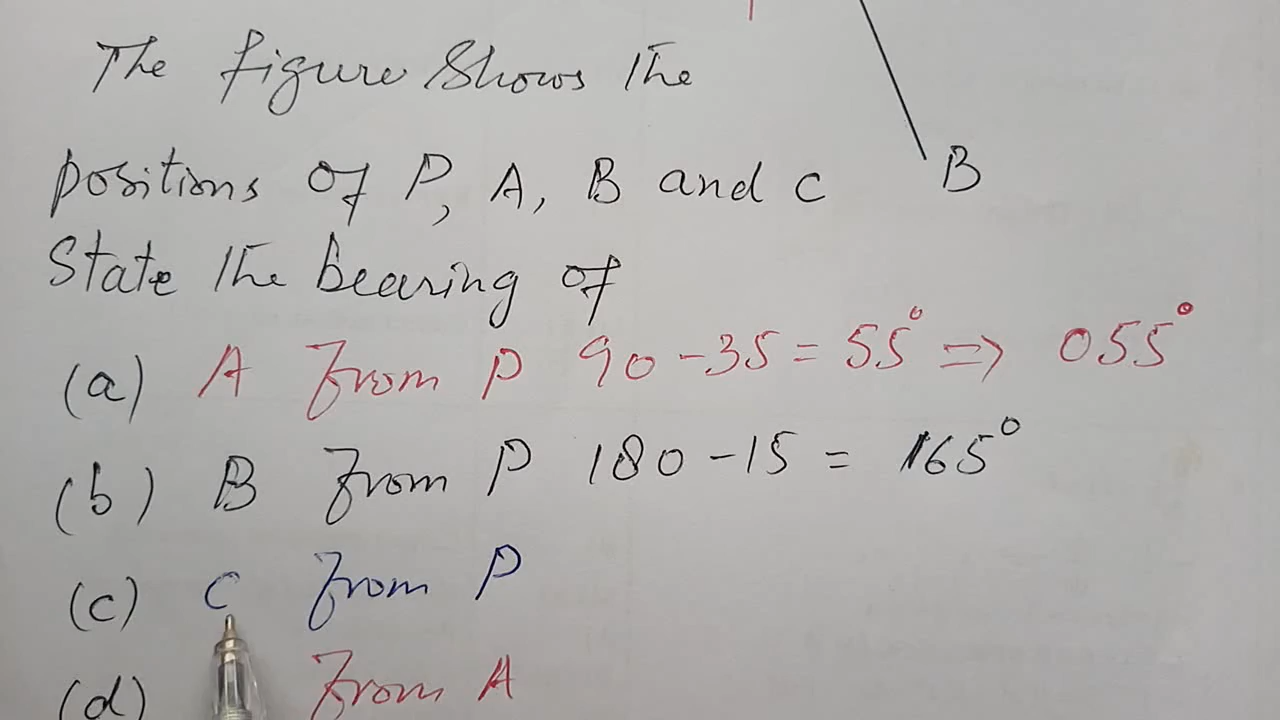 The figure shows the
B
positions of P, A, B and c
State the bearing of
(a) A from P 90 - 35 = 55° ⇒ 055°
(b) B from P 180 - 15 = 165°
(c) C from P
(d) from A